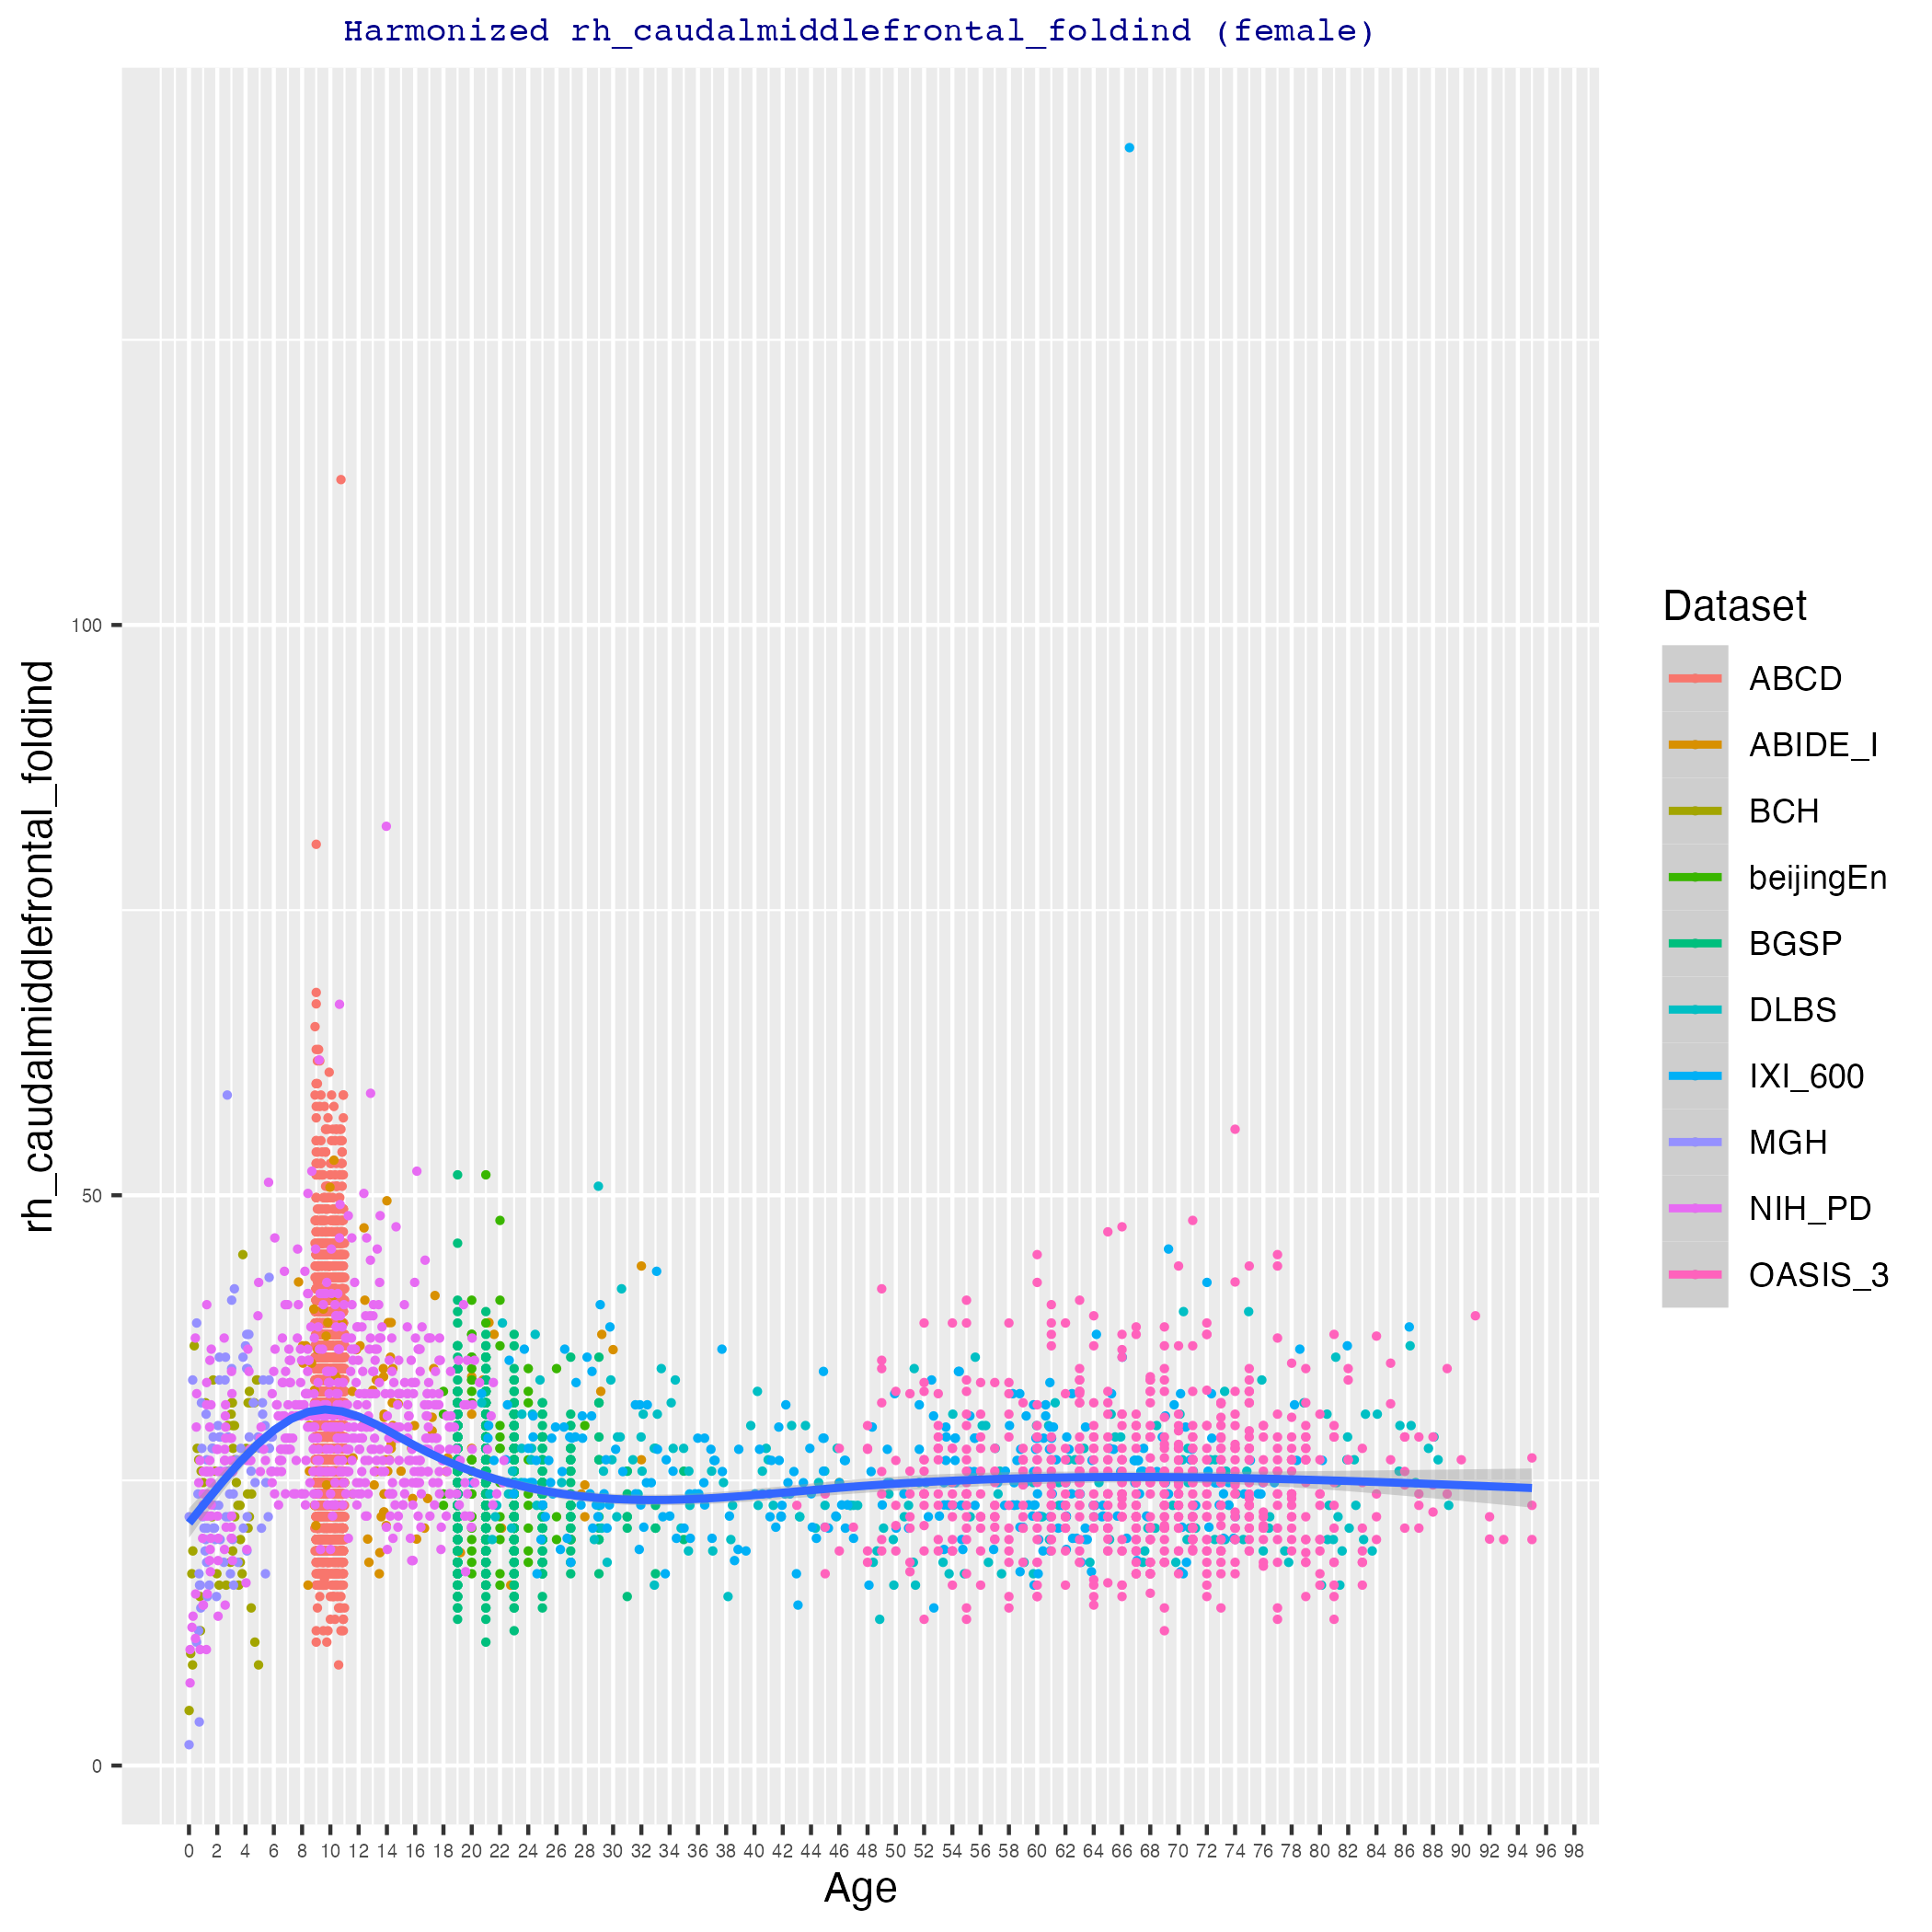 Harmonized rh_caudalmiddlefrontal_foldind (female)
rh_caudalmiddlefrontal_foldind
100
50
0
0 2 4 6 8 10 12 14 16 18 20 22 24 26 28 30 32 34 36 38 40 42 44 46 48 50 52 54 56 58 60 62 64 66 68 70 72 74 76 78 80 82 84 86 88 90 92 94 96 98
Age
Dataset
ABCD
ABIDE_I
BCH
beijingEn
BGSP
DLBS
IXI_600
MGH
NIH_PD
OASIS_3